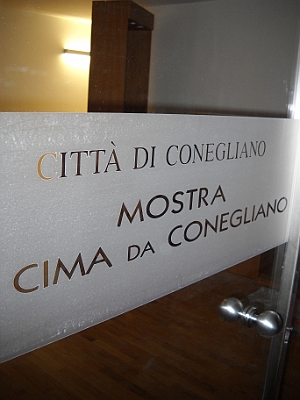 CITTÀ DI CONEGLIANO
MOSTRA
CIMA DA CONEGLIANO